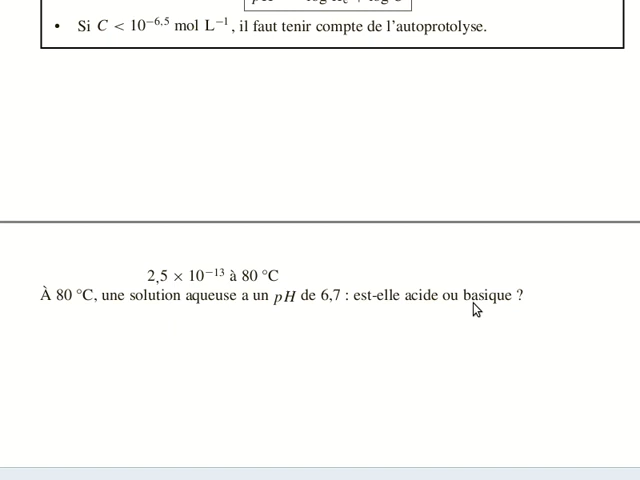 • Si C < 10⁻⁶,⁵ mol L⁻¹, il faut tenir compte de l’autoprotolyse.
2,5 × 10⁻¹³ à 80 °C
À 80 °C, une solution aqueuse a un pH de 6,7 : est-elle acide ou basique ?